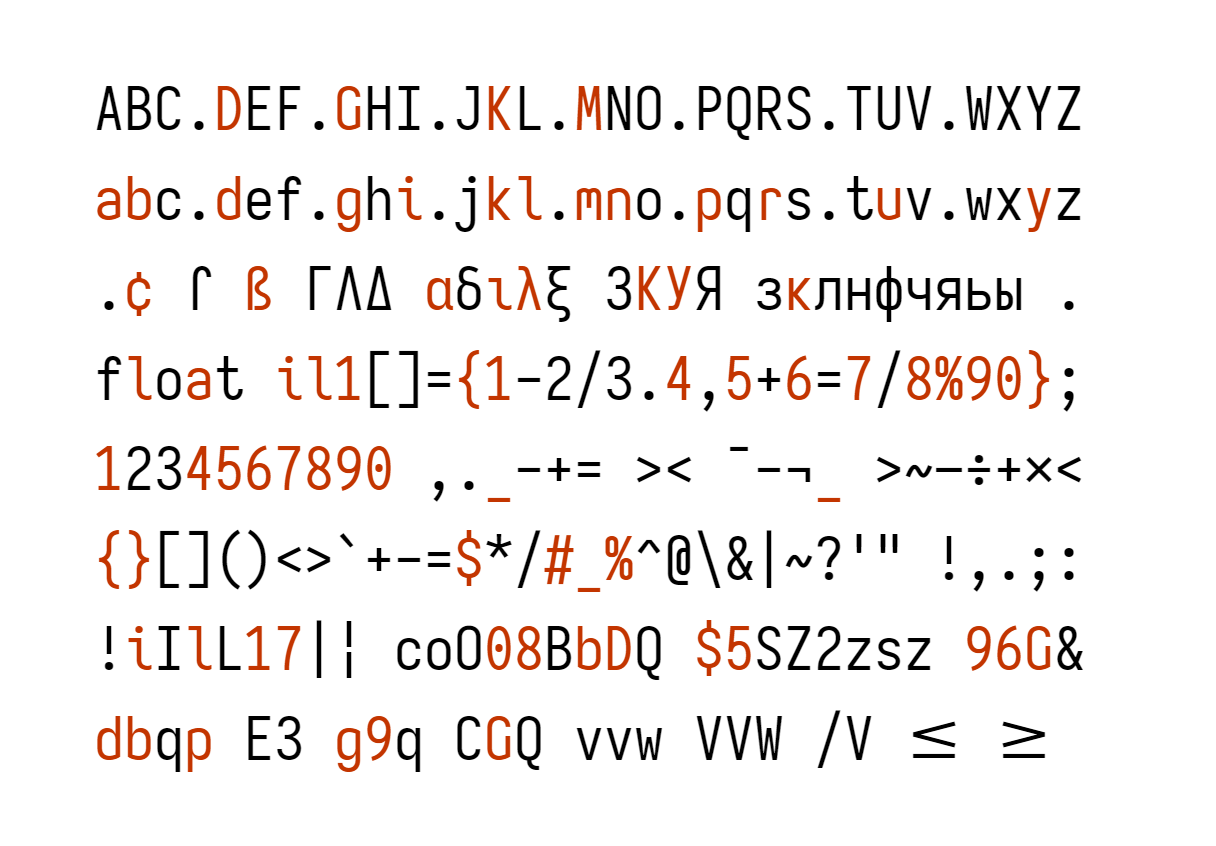 ABC.DEF.GHI.JKL.MNO.PQRS.TUV.WXYZ
abc.def.ghi.jkl.mno.pqrs.tuv.wxyz
.¢ ſ ß ΓΛΔ αδιλξ ЗКУЯ зклнфчяьы .
float il1[]={1-2/3.4,5+6=7/8%90};
1234567890 ,._-+= >< ¯-¬_ >~–÷+×<
{}[]()<>`+-=$*/#_%^@\&|~?'" !,.;:
!iIlL17|¦ coO08BbDQ $5SZ2zsz 96G&
dbqp E3 g9q CGQ vvw VVW /V ≤ ≥